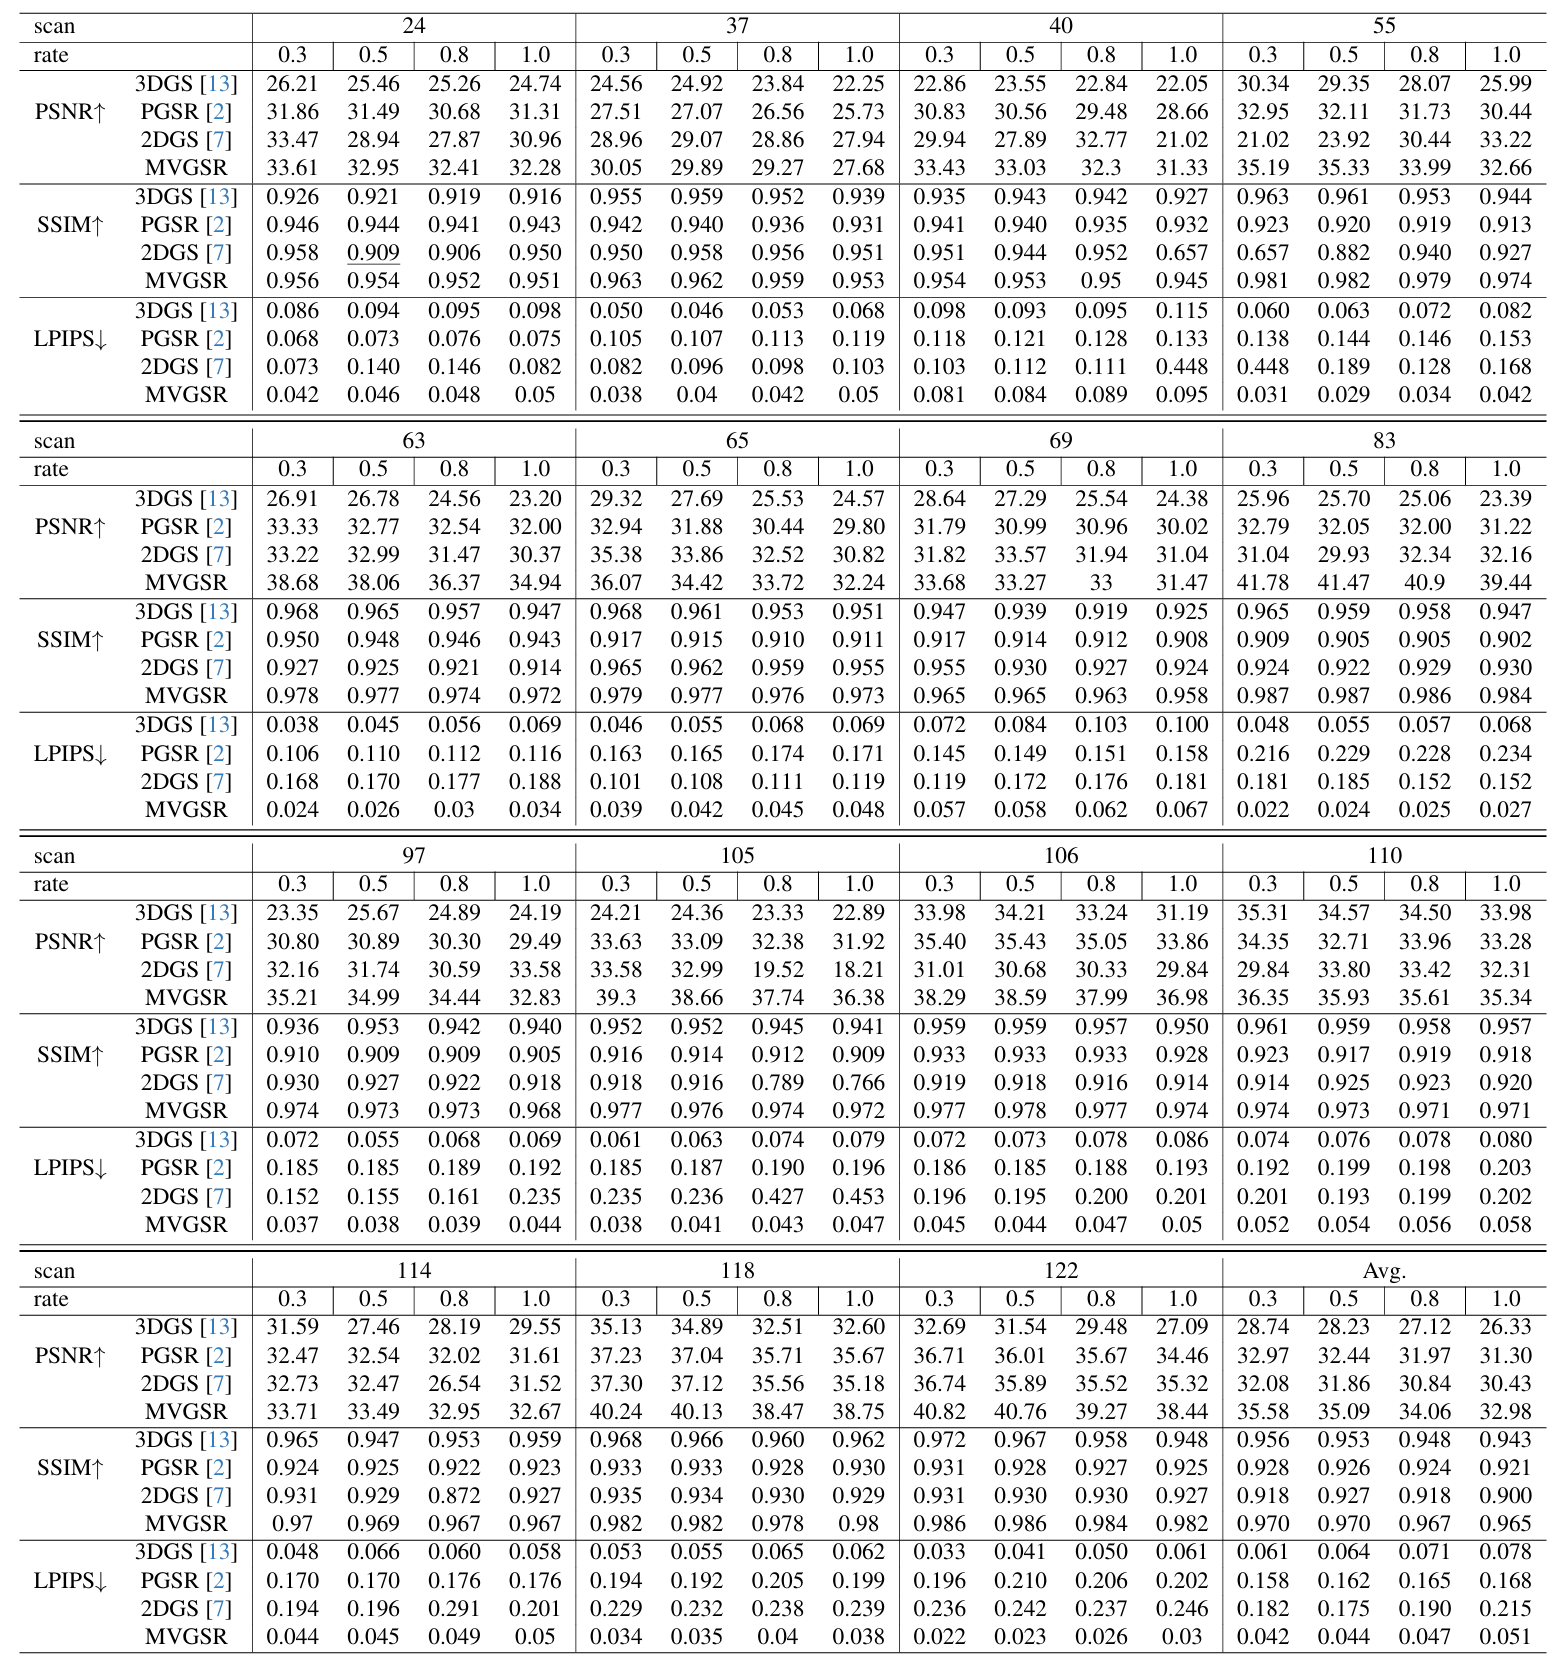 scan 24 37 40 55
rate 0.3 0.5 0.8 1.0 0.3 0.5 0.8 1.0 0.3 0.5 0.8 1.0 0.3 0.5 0.8 1.0
3DGS [13] 26.21 25.46 25.26 24.74 24.56 24.92 23.84 22.25 22.86 23.55 22.84 22.05 30.34 29.35 28.07 25.99
PSNR↑ PGSR [2] 31.86 31.49 30.68 31.31 27.51 27.07 26.56 25.73 30.83 30.56 29.48 28.66 32.95 32.11 31.73 30.44
2DGS [7] 33.47 28.94 27.87 30.96 28.96 29.07 28.86 27.94 29.94 27.89 32.77 21.02 21.02 23.92 30.44 33.22
MVGSR 33.61 32.95 32.41 32.28 30.05 29.89 29.27 27.68 33.43 33.03 32.3 31.33 35.19 35.33 33.99 32.66
3DGS [13] 0.926 0.921 0.919 0.916 0.955 0.959 0.952 0.939 0.935 0.943 0.942 0.927 0.963 0.961 0.953 0.944
SSIM↑ PGSR [2] 0.946 0.944 0.941 0.943 0.942 0.940 0.936 0.931 0.941 0.940 0.935 0.932 0.923 0.920 0.919 0.913
2DGS [7] 0.958 0.909 0.906 0.950 0.950 0.958 0.956 0.951 0.951 0.944 0.952 0.657 0.657 0.882 0.940 0.927
MVGSR 0.956 0.954 0.952 0.951 0.963 0.962 0.959 0.953 0.954 0.953 0.95 0.945 0.981 0.982 0.979 0.974
3DGS [13] 0.086 0.094 0.095 0.098 0.050 0.046 0.053 0.068 0.098 0.093 0.095 0.115 0.060 0.063 0.072 0.082
LPIPS↓ PGSR [2] 0.068 0.073 0.076 0.075 0.105 0.107 0.113 0.119 0.118 0.121 0.128 0.133 0.138 0.144 0.146 0.153
2DGS [7] 0.073 0.140 0.146 0.082 0.082 0.096 0.098 0.103 0.103 0.112 0.111 0.448 0.448 0.189 0.128 0.168
MVGSR 0.042 0.046 0.048 0.05 0.038 0.04 0.042 0.05 0.081 0.084 0.089 0.095 0.031 0.029 0.034 0.042
scan 63 65 69 83
rate 0.3 0.5 0.8 1.0 0.3 0.5 0.8 1.0 0.3 0.5 0.8 1.0 0.3 0.5 0.8 1.0
3DGS [13] 26.91 26.78 24.56 23.20 29.32 27.69 25.53 24.57 28.64 27.29 25.54 24.38 25.96 25.70 25.06 23.39
PSNR↑ PGSR [2] 33.33 32.77 32.54 32.00 32.94 31.88 30.44 29.80 31.79 30.99 30.96 30.02 32.79 32.05 32.00 31.22
2DGS [7] 33.22 32.99 31.47 30.37 35.38 33.86 32.52 30.82 31.82 33.57 31.94 31.04 31.04 29.93 32.34 32.16
MVGSR 38.68 38.06 36.37 34.94 36.07 34.42 33.72 32.24 33.68 33.27 33 31.47 41.78 41.47 40.9 39.44
3DGS [13] 0.968 0.965 0.957 0.947 0.968 0.961 0.953 0.951 0.947 0.939 0.919 0.925 0.965 0.959 0.958 0.947
SSIM↑ PGSR [2] 0.950 0.948 0.946 0.943 0.917 0.915 0.910 0.911 0.917 0.914 0.912 0.908 0.909 0.905 0.905 0.902
2DGS [7] 0.927 0.925 0.921 0.914 0.965 0.962 0.959 0.955 0.955 0.930 0.927 0.924 0.924 0.922 0.929 0.930
MVGSR 0.978 0.977 0.974 0.972 0.979 0.977 0.976 0.973 0.965 0.965 0.963 0.958 0.987 0.987 0.986 0.984
3DGS [13] 0.038 0.045 0.056 0.069 0.046 0.055 0.068 0.069 0.072 0.084 0.103 0.100 0.048 0.055 0.057 0.068
LPIPS↓ PGSR [2] 0.106 0.110 0.112 0.116 0.163 0.165 0.174 0.171 0.145 0.149 0.151 0.158 0.216 0.229 0.228 0.234
2DGS [7] 0.168 0.170 0.177 0.188 0.101 0.108 0.111 0.119 0.119 0.172 0.176 0.181 0.181 0.185 0.152 0.152
MVGSR 0.024 0.026 0.03 0.034 0.039 0.042 0.045 0.048 0.057 0.058 0.062 0.067 0.022 0.024 0.025 0.027
scan 97 105 106 110
rate 0.3 0.5 0.8 1.0 0.3 0.5 0.8 1.0 0.3 0.5 0.8 1.0 0.3 0.5 0.8 1.0
3DGS [13] 23.35 25.67 24.89 24.19 24.21 24.36 23.33 22.89 33.98 34.21 33.24 31.19 35.31 34.57 34.50 33.98
PSNR↑ PGSR [2] 30.80 30.89 30.30 29.49 33.63 33.09 32.38 31.92 35.40 35.43 35.05 33.86 34.35 32.71 33.96 33.28
2DGS [7] 32.16 31.74 30.59 33.58 33.58 32.99 19.52 18.21 31.01 30.68 30.33 29.84 29.84 33.80 33.42 32.31
MVGSR 35.21 34.99 34.44 32.83 39.3 38.66 37.74 36.38 38.29 38.59 37.99 36.98 36.35 35.93 35.61 35.34
3DGS [13] 0.936 0.953 0.942 0.940 0.952 0.952 0.945 0.941 0.959 0.959 0.957 0.950 0.961 0.959 0.958 0.957
SSIM↑ PGSR [2] 0.910 0.909 0.909 0.905 0.916 0.914 0.912 0.909 0.933 0.933 0.933 0.928 0.923 0.917 0.919 0.918
2DGS [7] 0.930 0.927 0.922 0.918 0.918 0.916 0.789 0.766 0.919 0.918 0.916 0.914 0.914 0.925 0.923 0.920
MVGSR 0.974 0.973 0.973 0.968 0.977 0.976 0.974 0.972 0.977 0.978 0.977 0.974 0.974 0.973 0.971 0.971
3DGS [13] 0.072 0.055 0.068 0.069 0.061 0.063 0.074 0.079 0.072 0.073 0.078 0.086 0.074 0.076 0.078 0.080
LPIPS↓ PGSR [2] 0.185 0.185 0.189 0.192 0.185 0.187 0.190 0.196 0.186 0.185 0.188 0.193 0.192 0.199 0.198 0.203
2DGS [7] 0.152 0.155 0.161 0.235 0.235 0.236 0.427 0.453 0.196 0.195 0.200 0.201 0.201 0.193 0.199 0.202
MVGSR 0.037 0.038 0.039 0.044 0.038 0.041 0.043 0.047 0.045 0.044 0.047 0.05 0.052 0.054 0.056 0.058
scan 114 118 122 Avg.
rate 0.3 0.5 0.8 1.0 0.3 0.5 0.8 1.0 0.3 0.5 0.8 1.0 0.3 0.5 0.8 1.0
3DGS [13] 31.59 27.46 28.19 29.55 35.13 34.89 32.51 32.60 32.69 31.54 29.48 27.09 28.74 28.23 27.12 26.33
PSNR↑ PGSR [2] 32.47 32.54 32.02 31.61 37.23 37.04 35.71 35.67 36.71 36.01 35.67 34.46 32.97 32.44 31.97 31.30
2DGS [7] 32.73 32.47 26.54 31.52 37.30 37.12 35.56 35.18 36.74 35.89 35.52 35.32 32.08 31.86 30.84 30.43
MVGSR 33.71 33.49 32.95 32.67 40.24 40.13 38.47 38.75 40.82 40.76 39.27 38.44 35.58 35.09 34.06 32.98
3DGS [13] 0.965 0.947 0.953 0.959 0.968 0.966 0.960 0.962 0.972 0.967 0.958 0.948 0.956 0.953 0.948 0.943
SSIM↑ PGSR [2] 0.924 0.925 0.922 0.923 0.933 0.933 0.928 0.930 0.931 0.928 0.927 0.925 0.928 0.926 0.924 0.921
2DGS [7] 0.931 0.929 0.872 0.927 0.935 0.934 0.930 0.929 0.931 0.930 0.930 0.927 0.918 0.927 0.918 0.900
MVGSR 0.97 0.969 0.967 0.967 0.982 0.982 0.978 0.98 0.986 0.986 0.984 0.982 0.970 0.970 0.967 0.965
3DGS [13] 0.048 0.066 0.060 0.058 0.053 0.055 0.065 0.062 0.033 0.041 0.050 0.061 0.061 0.064 0.071 0.078
LPIPS↓ PGSR [2] 0.170 0.170 0.176 0.176 0.194 0.192 0.205 0.199 0.196 0.210 0.206 0.202 0.158 0.162 0.165 0.168
2DGS [7] 0.194 0.196 0.291 0.201 0.229 0.232 0.238 0.239 0.236 0.242 0.237 0.246 0.182 0.175 0.190 0.215
MVGSR 0.044 0.045 0.049 0.05 0.034 0.035 0.04 0.038 0.022 0.023 0.026 0.03 0.042 0.044 0.047 0.051